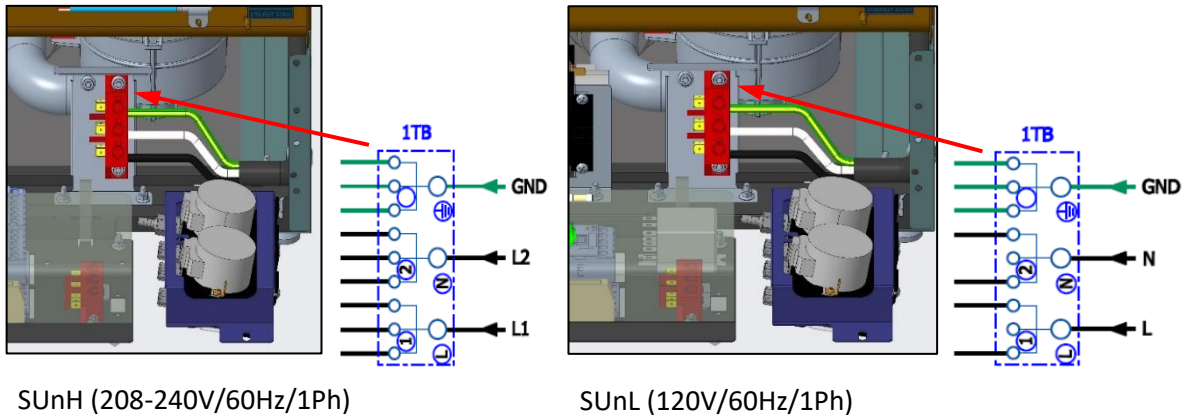 1TB
GND
L2
2
N
L1
1
L
SUnH (208-240V/60Hz/1Ph)
1TB
GND
N
2
N
L
1
L
SUnL (120V/60Hz/1Ph)